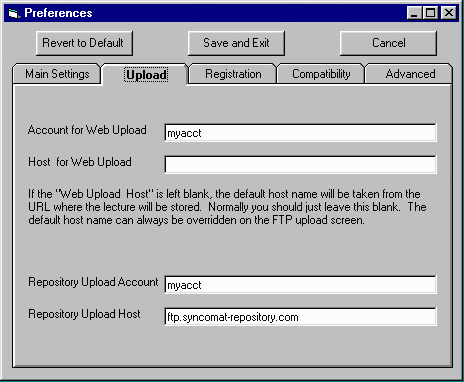 Preferences
Revert to Default Save and Exit Cancel
Main Settings Upload Registration Compatibility Advanced
Account for Web Upload myacct
Host for Web Upload
If the "Web Upload Host" is left blank, the default host name will be taken from the
URL where the lecture will be stored. Normally you should just leave this blank. The
default host name can always be overridden on the FTP upload screen.
Repository Upload Account myacct
Repository Upload Host ftp.syncomat-repository.com